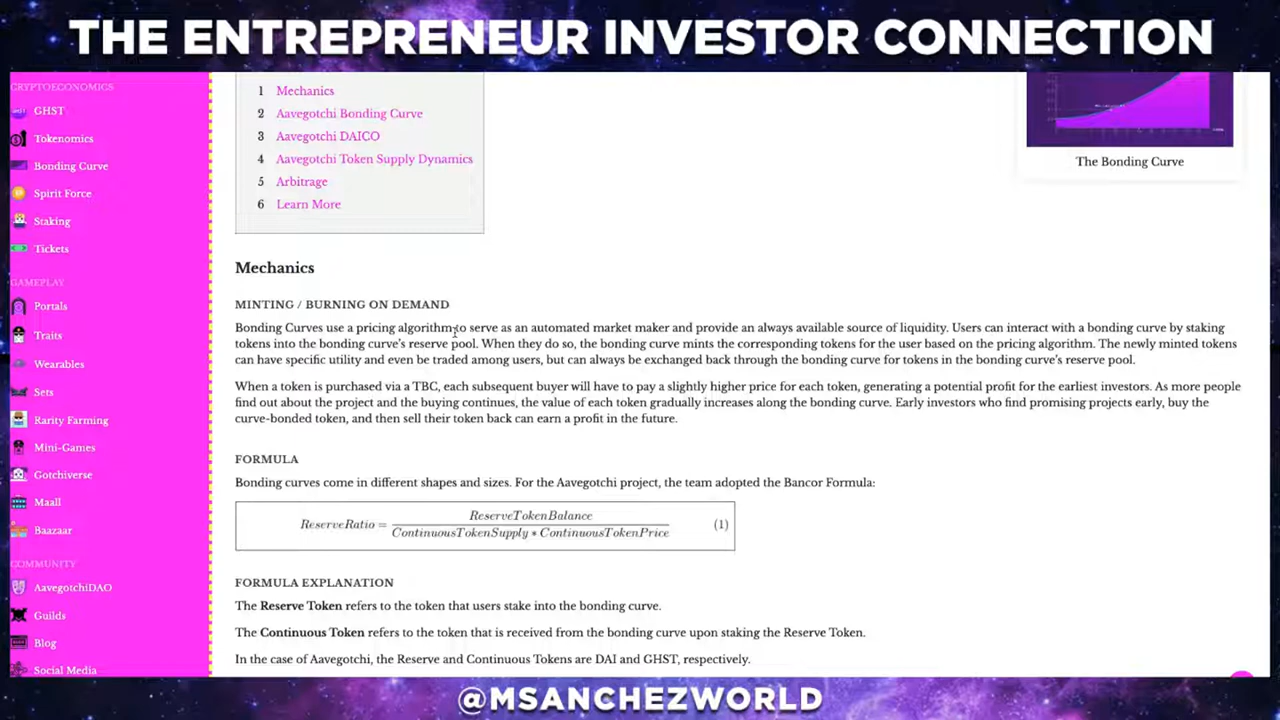 THE ENTREPRENEUR INVESTOR CONNECTION
CRYPTOECONOMICS
GHST
Tokenomics
Bonding Curve
Spirit Force
Staking
Tickets
GAMEPLAY
Portals
Traits
Wearables
Sets
Rarity Farming
Mini-Games
Gotchiverse
Maall
Baazaar
COMMUNITY
AavegotchiDAO
Guilds
Blog
Social Media
1 Mechanics
2 Aavegotchi Bonding Curve
3 Aavegotchi DAICO
4 Aavegotchi Token Supply Dynamics
5 Arbitrage
6 Learn More
The Bonding Curve
Mechanics
MINTING / BURNING ON DEMAND
Bonding Curves use a pricing algorithm to serve as an automated market maker and provide an always available source of liquidity. Users can interact with a bonding curve by staking
tokens into the bonding curve's reserve pool. When they do so, the bonding curve mints the corresponding tokens for the user based on the pricing algorithm. The newly minted tokens
can have specific utility and even be traded among users, but can always be exchanged back through the bonding curve for tokens in the bonding curve's reserve pool.
When a token is purchased via a TBC, each subsequent buyer will have to pay a slightly higher price for each token, generating a potential profit for the earliest investors. As more people
find out about the project and the buying continues, the value of each token gradually increases along the bonding curve. Early investors who find promising projects early, buy the
curve-bonded token, and then sell their token back can earn a profit in the future.
FORMULA
Bonding curves come in different shapes and sizes. For the Aavegotchi project, the team adopted the Bancor Formula:
ReserveTokenBalance
ReserveRatio = (1)
ContinuousTokenSupply * ContinuousTokenPrice
FORMULA EXPLANATION
The Reserve Token refers to the token that users stake into the bonding curve.
The Continuous Token refers to the token that is received from the bonding curve upon staking the Reserve Token.
In the case of Aavegotchi, the Reserve and Continuous Tokens are DAI and GHST, respectively.
@MSANCHEZWORLD